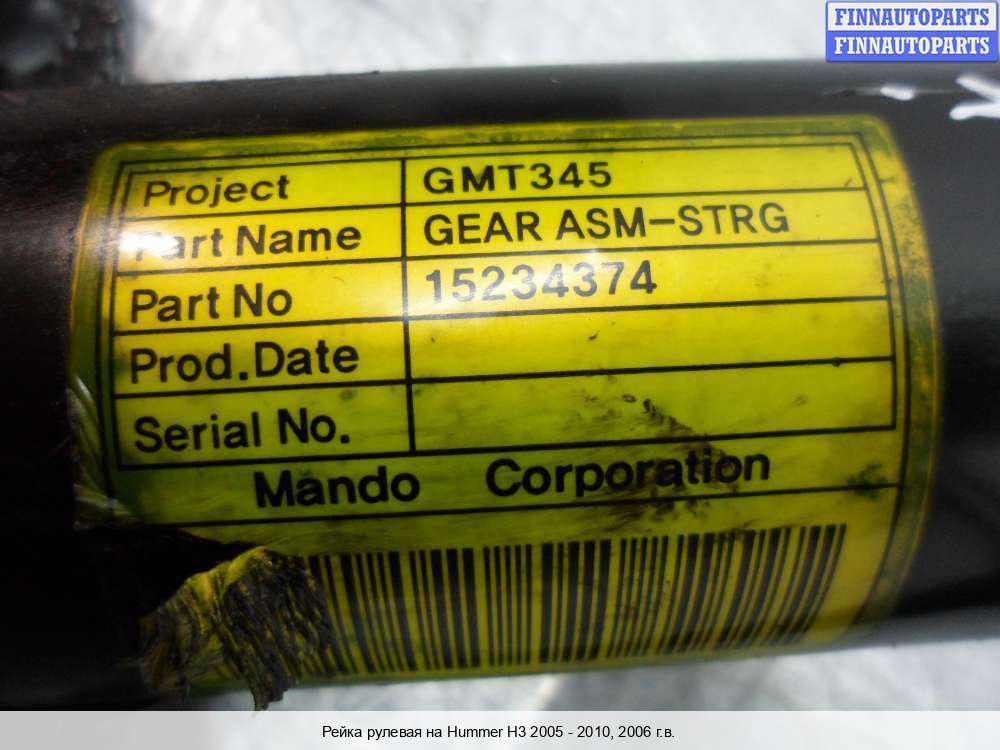 FINNAUTOPARTS
FINNAUTOPARTS
Project GMT345
Part Name GEAR ASM-STRG
Part No 15234374
Prod.Date
Serial No.
Mando Corporation
Рейка рулевая на Hummer H3 2005 - 2010, 2006 г.в.